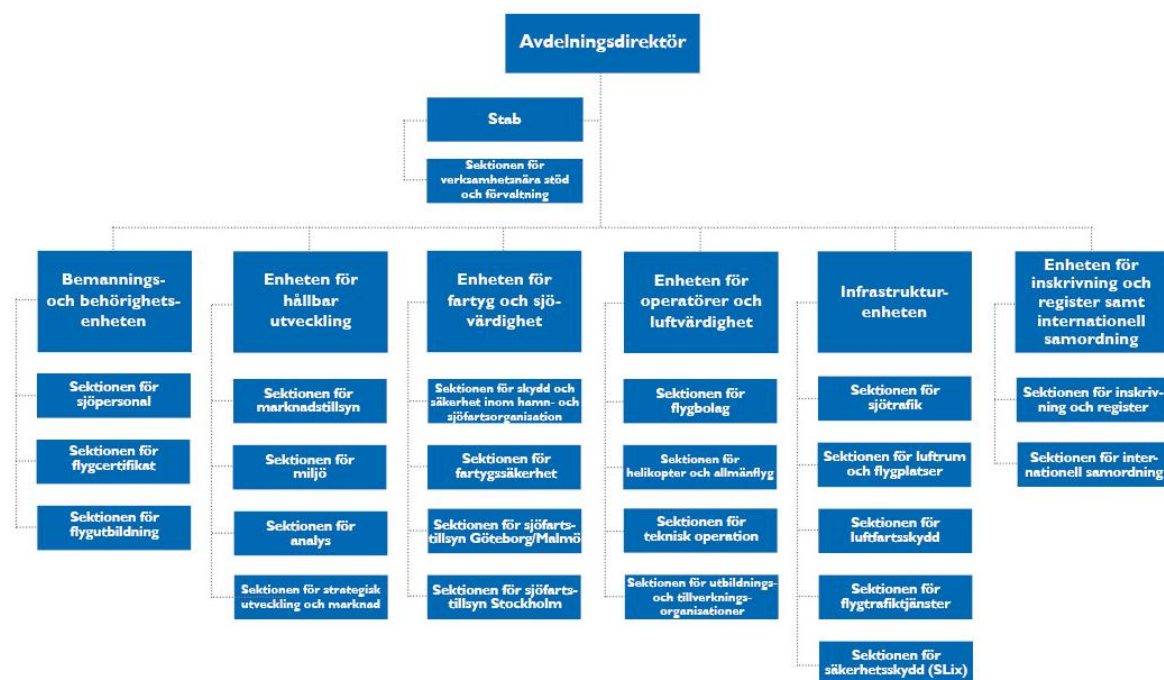 Avdelningsdirektör
Stab
Sektionen för
verksamhetsnära stöd
och förvaltning
Bemannings-
och behörighets-
enheten
Sektionen för
sjöpersonal
Sektionen för
flygcertifikat
Sektionen för
flygutbildning
Enheten för
hållbar
utveckling
Sektionen för
marknadstillsyn
Sektionen för
miljö
Sektionen för
analys
Sektionen för strategisk
utveckling och marknad
Enheten för
fartyg och sjö-
värdighet
Sektionen för skydd och
säkerhet inom hamn- och
sjöfartsorganisation
Sektionen för
fartygssäkerhet
Sektionen för sjöfarts-
tillsyn Göteborg/Malmö
Sektionen för sjöfarts-
tillsyn Stockholm
Enheten för
operatörer och
luftvärdighet
Sektionen för
flygbolag
Sektionen för
helikopter och allmänflyg
Sektionen för
teknisk operation
Sektionen för utbildnings-
och tillverknings-
organisationer
Infrastruktur-
enheten
Sektionen för
sjötrafik
Sektionen för luftrum
och flygplatser
Sektionen för
luftfartsskydd
Sektionen för
flygtrafiktjänster
Sektionen för
säkerhetsskydd (SLix)
Enheten för
inskrivning och
register samt
internationell
samordning
Sektionen för inskriv-
ning och register
Sektionen för inter-
nationell samordning